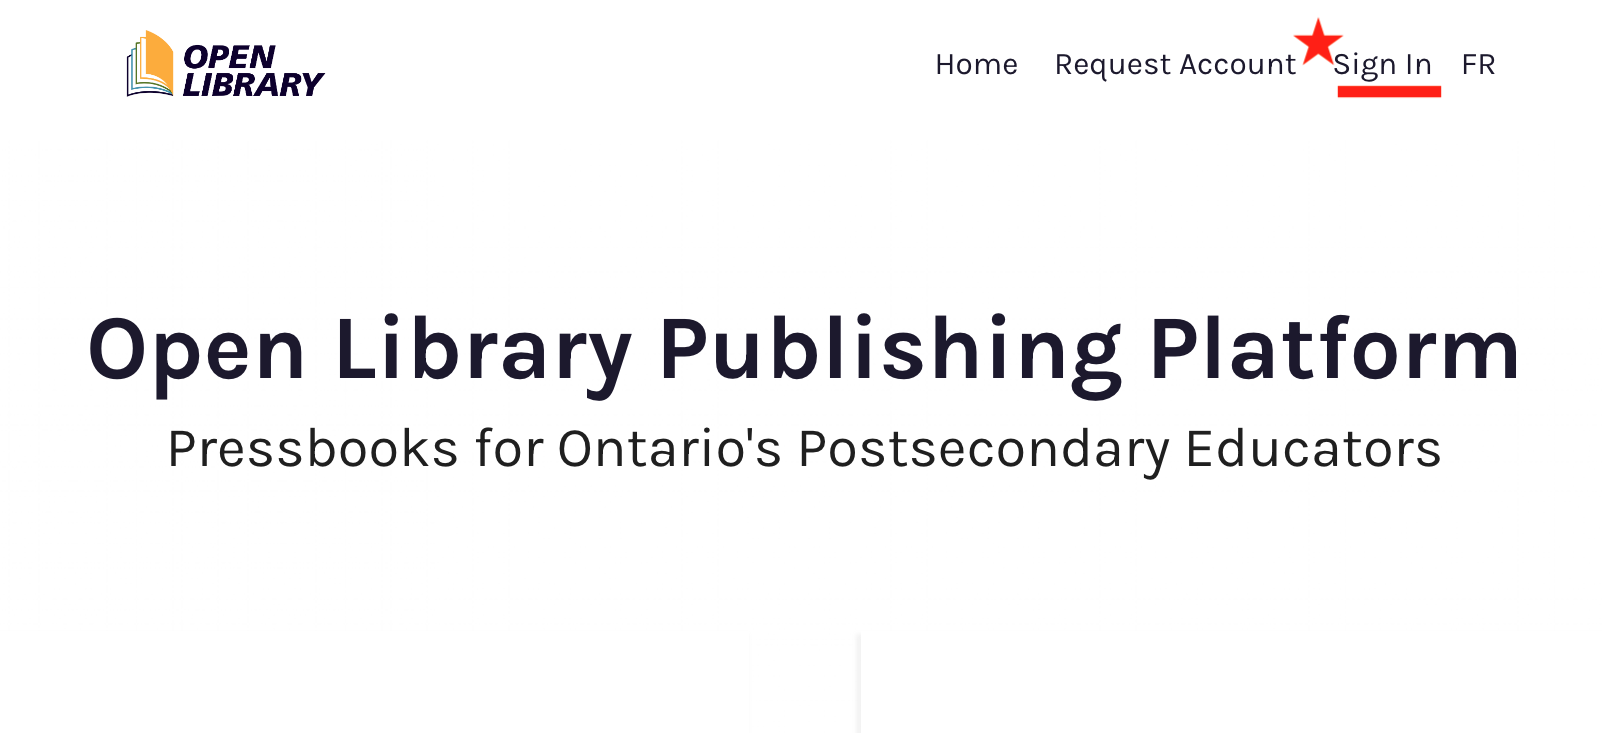 OPEN
LIBRARY
Home Request Account Sign In FR
Open Library Publishing Platform
Pressbooks for Ontario's Postsecondary Educators